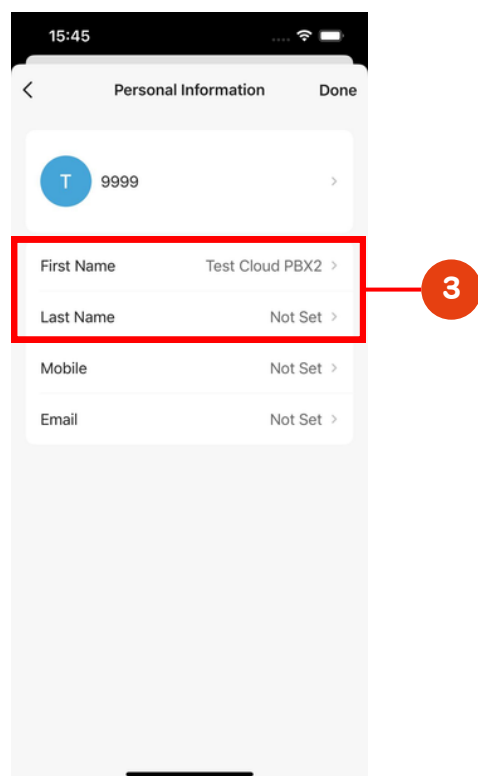 15:45
Personal Information Done
T 9999
First Name Test Cloud PBX2
3
Last Name Not Set
Mobile Not Set
Email Not Set